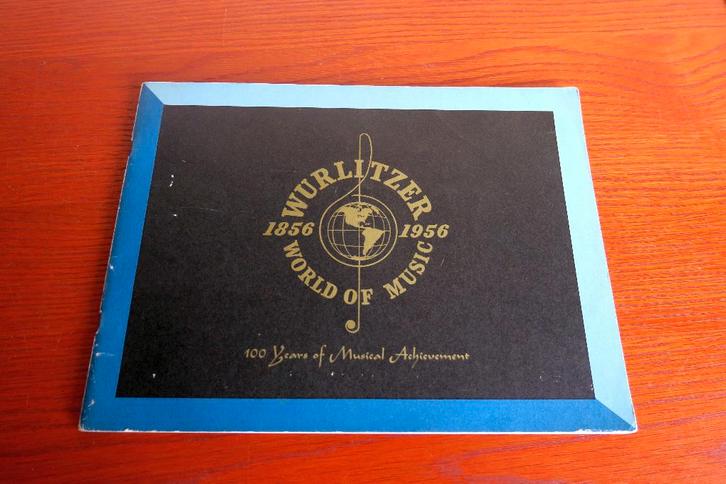 WURLITZER
1856 1956
WORLD OF MUSIC
100 Years of Musical Achievement